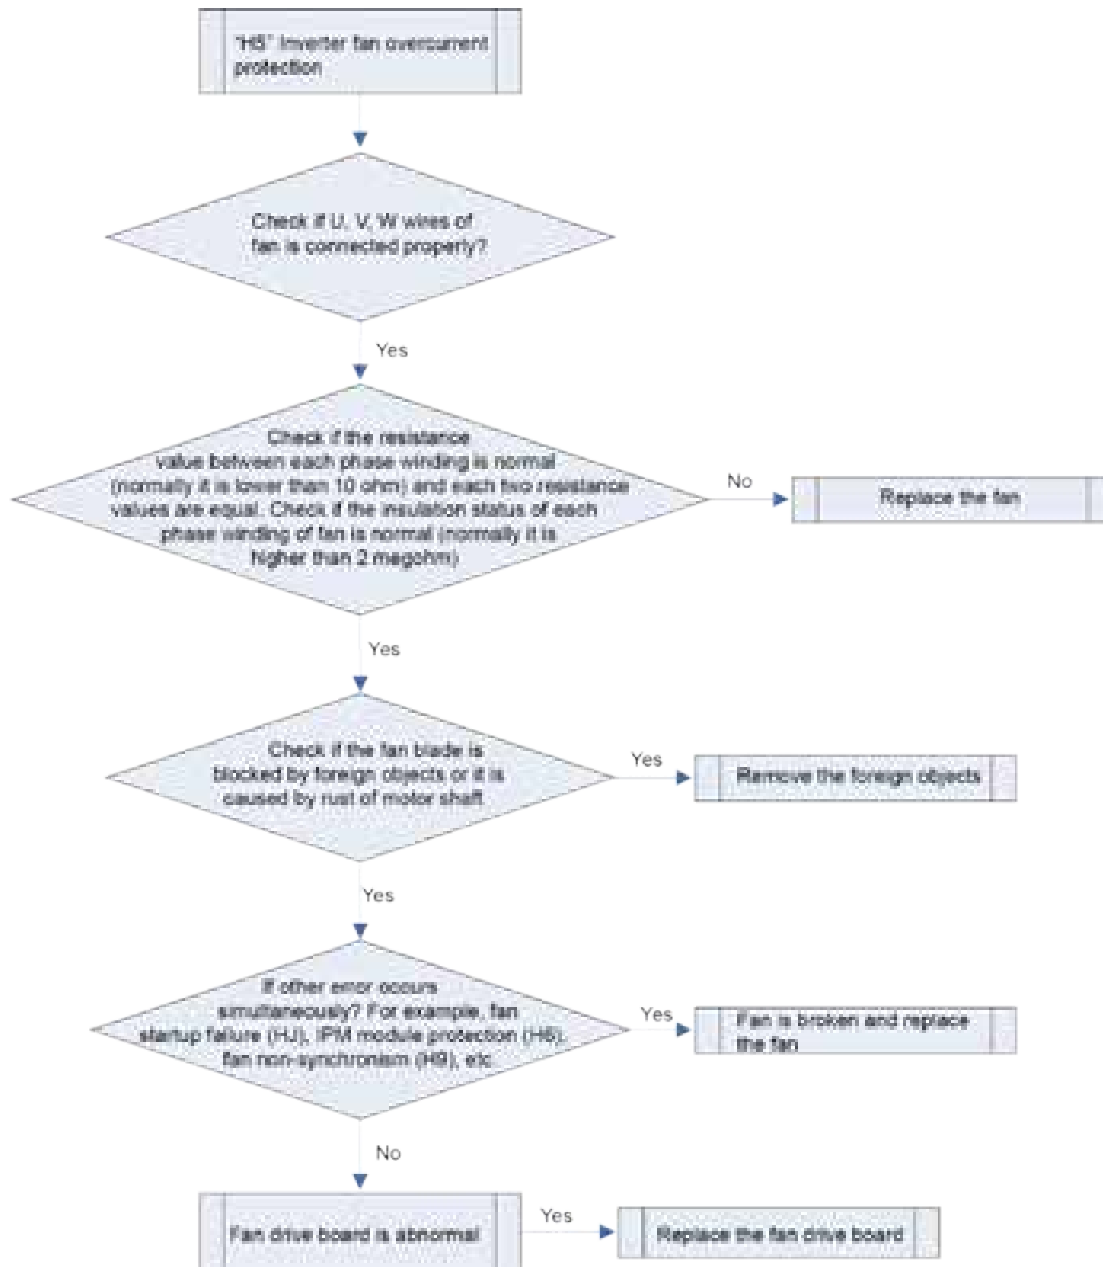 "H5" Inverter fan overcurrent
protection
Check if U, V, W wires of
fan is connected properly?
Yes
Check if the resistance
value between each phase winding is normal
(normally it is lower than 10 ohm) and each two resistance
values are equal. Check if the insulation status of each
phase winding of fan is normal (normally it is
higher than 2 megohm)
No
Replace the fan
Yes
Check if the fan blade is
blocked by foreign objects or it is
caused by rust of motor shaft
Yes
Remove the foreign objects
Yes
If other error occurs
simultaneously? For example, fan
startup failure (HJ), IPM module protection (H6),
fan non-synchronism (H9), etc
Yes
Fan is broken and replace
the fan
No
Fan drive board is abnormal
Yes
Replace the fan drive board